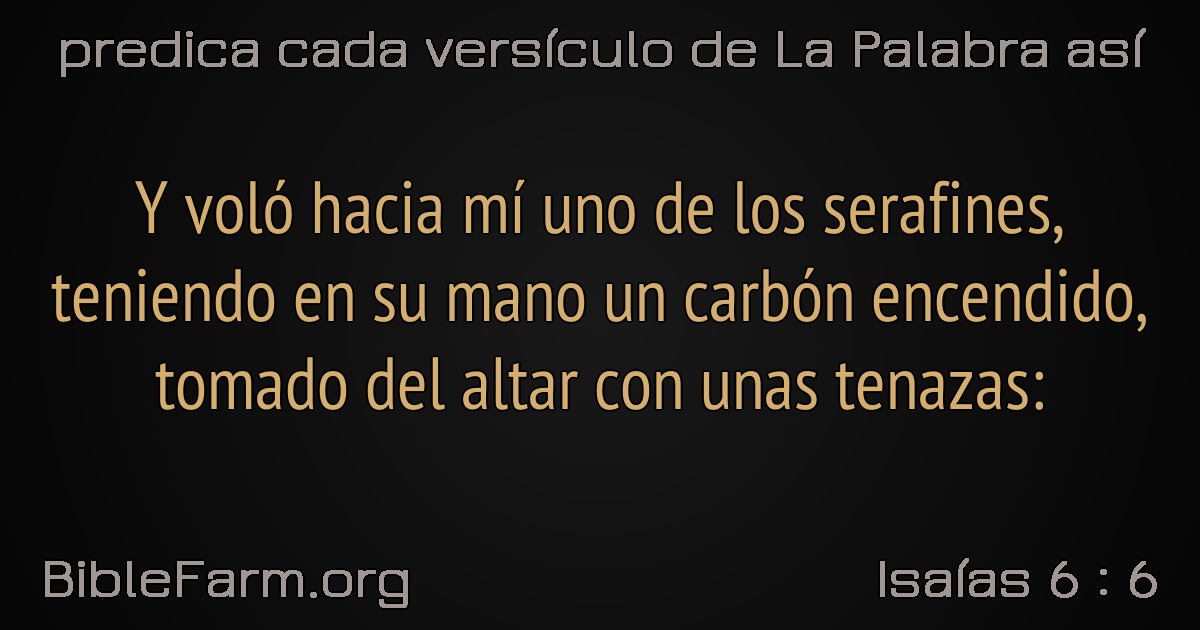 predica cada versículo de La Palabra así
Y voló hacia mí uno de los serafines,
teniendo en su mano un carbón encendido,
tomado del altar con unas tenazas:
BibleFarm.org
Isaías 6 : 6